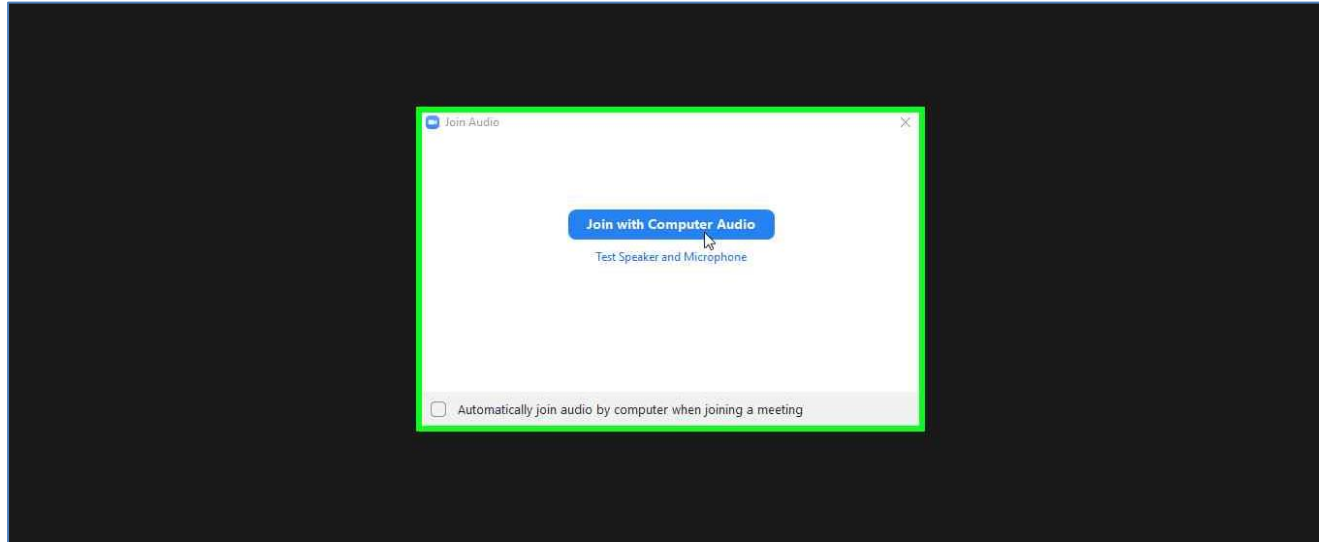 Join Audio
Join with Computer Audio
Test Speaker and Microphone
Automatically join audio by computer when joining a meeting